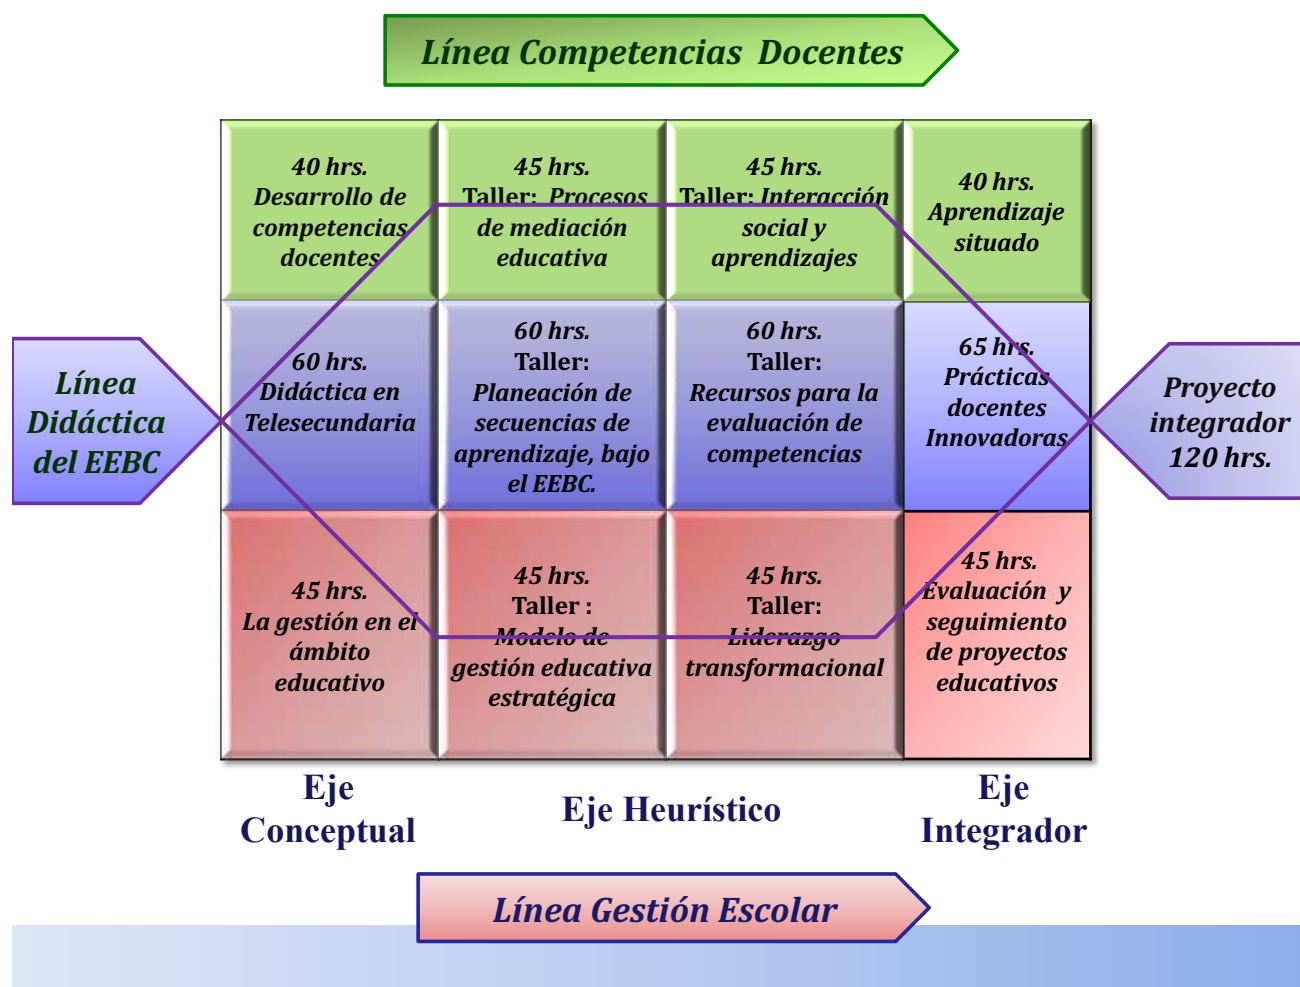 Línea Competencias Docentes
40 hrs.
Desarrollo de
competencias
docentes
45 hrs.
Taller: Procesos
de mediación
educativa
45 hrs.
Taller: Interacción
social y
aprendizajes
40 hrs.
Aprendizaje
situado
Línea
Didáctica
del EEBC
60 hrs.
Didáctica en
Telesecundaria
60 hrs.
Taller:
Planeación de
secuencias de
aprendizaje, bajo
el EEBC.
60 hrs.
Taller:
Recursos para la
evaluación de
competencias
65 hrs.
Prácticas
docentes
Innovadoras
Proyecto
integrador
120 hrs.
45 hrs.
La gestión en el
ámbito
educativo
45 hrs.
Taller :
Modelo de
gestión educativa
estratégica
45 hrs.
Taller:
Liderazgo
transformacional
45 hrs.
Evaluación y
seguimiento
de proyectos
educativos
Eje
Conceptual
Eje Heurístico
Eje
Integrador
Línea Gestión Escolar